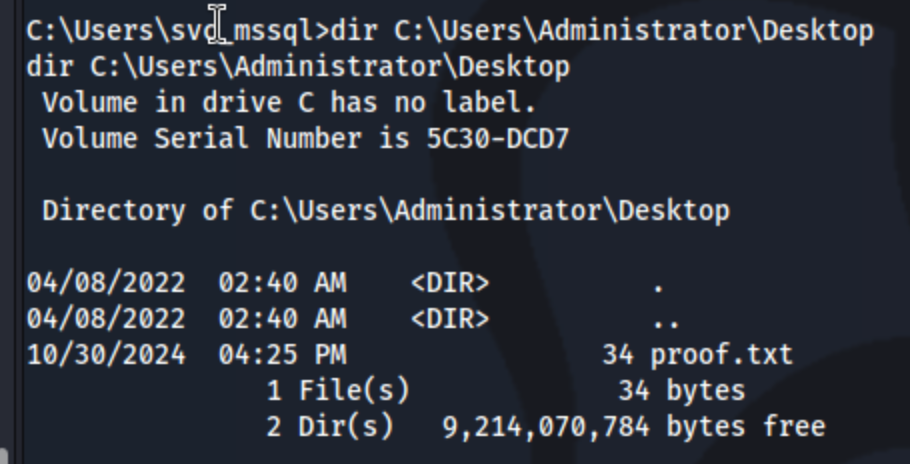 C:\Users\svc_mssql>dir C:\Users\Administrator\Desktop
dir C:\Users\Administrator\Desktop
 Volume in drive C has no label.
 Volume Serial Number is 5C30-DCD7

 Directory of C:\Users\Administrator\Desktop

04/08/2022  02:40 AM    <DIR>          .
04/08/2022  02:40 AM    <DIR>          ..
10/30/2024  04:25 PM                34 proof.txt
               1 File(s)             34 bytes
               2 Dir(s)   9,214,070,784 bytes free